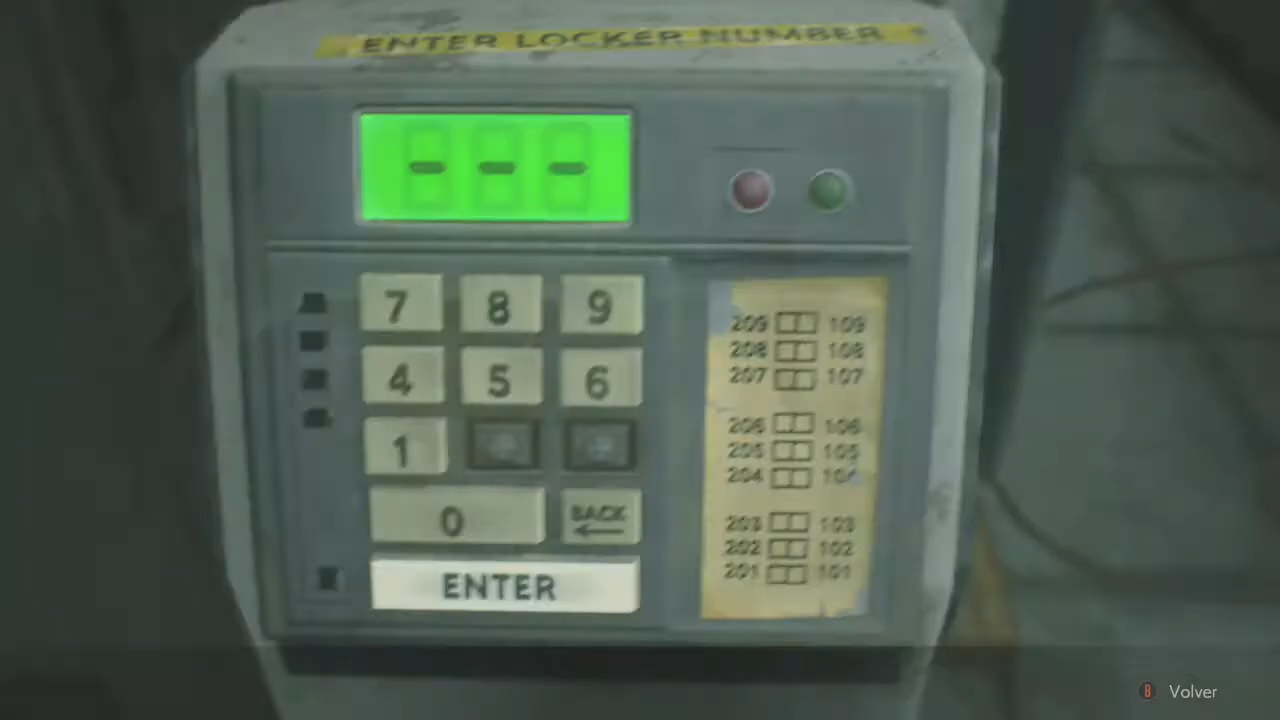 ENTER LOCKER NUMBER
- - -
7 8 9
4 5 6
1
0 BACK
ENTER
209 109
208 108
207 107
206 106
205 105
204 104
203 103
202 102
201 101
B Volver